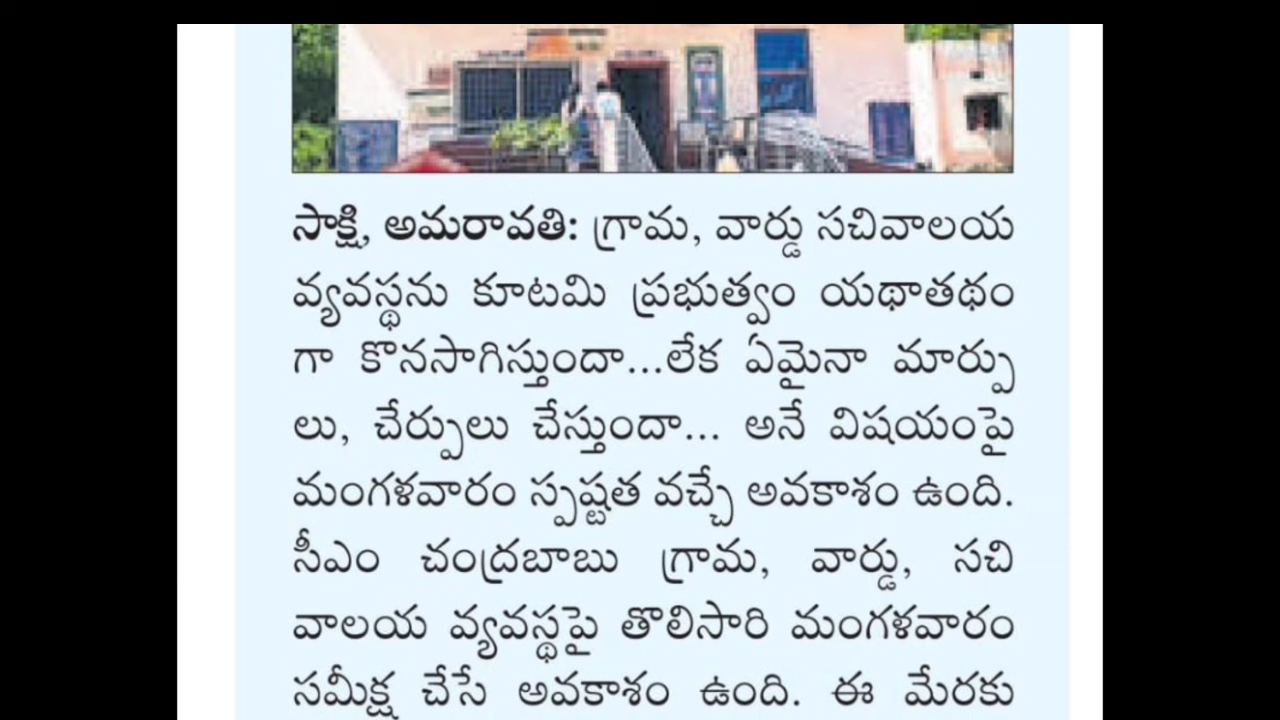 సాక్షి, అమరావతి: గ్రామ, వార్డు సచివాలయ
వ్యవస్థను కూటమి ప్రభుత్వం యథాతథం
గా కొనసాగిస్తుందా...లేక ఏమైనా మార్పు
లు, చేర్పులు చేస్తుందా... అనే విషయంపై
మంగళవారం స్పష్టత వచ్చే అవకాశం ఉంది.
సీఎం చంద్రబాబు గ్రామ, వార్డు, సచి
వాలయ వ్యవస్థపై తొలిసారి మంగళవారం
సమీక్ష చేసే అవకాశం ఉంది. ఈ మేరకు